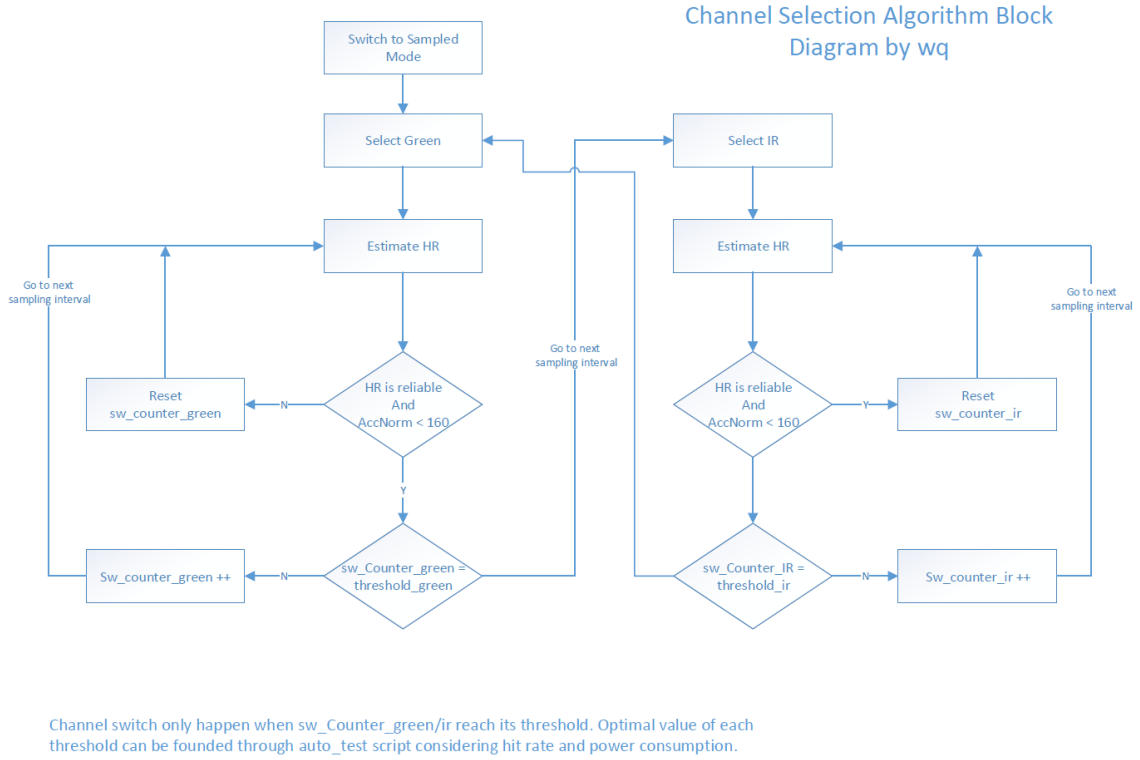 Channel Selection Algorithm Block
Diagram by wq
Switch to Sampled
Mode
Select Green
Select IR
Estimate HR
Estimate HR
Go to next
sampling interval
Go to next
sampling interval
Go to next
sampling interval
HR is reliable
And
AccNorm < 160
N
Reset
sw_counter_green
HR is reliable
And
AccNorm < 160
Y
Reset
sw_counter_ir
Y
sw_Counter_green =
threshold_green
N
Sw_counter_green ++
sw_Counter_IR =
threshold_ir
N
Sw_counter_ir ++
Channel switch only happen when sw_Counter_green/ir reach its threshold. Optimal value of each
threshold can be founded through auto_test script considering hit rate and power consumption.